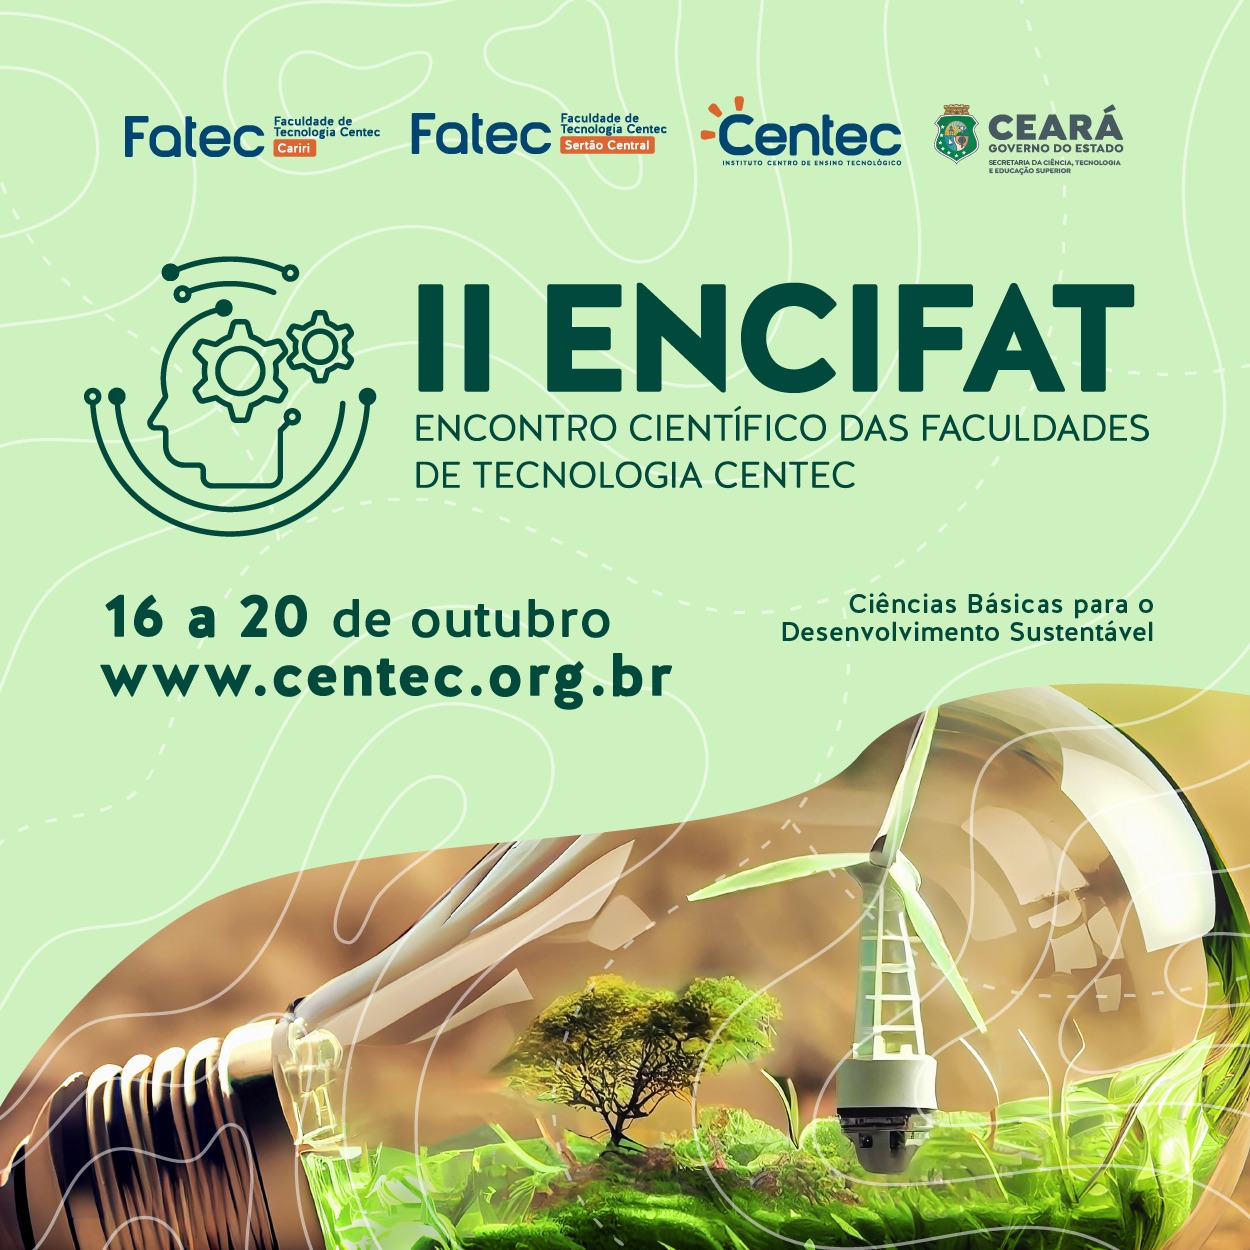 Fatec
Faculdade de
Tecnologia Centec
Cariri
Fatec
Faculdade de
Tecnologia Centec
Sertão Central
Centec
INSTITUTO CENTRO DE ENSINO TECNOLÓGICO
CEARÁ
GOVERNO DO ESTADO
SECRETARIA DA CIÊNCIA, TECNOLOGIA
E EDUCAÇÃO SUPERIOR
II ENCIFAT
ENCONTRO CIENTÍFICO DAS FACULDADES
DE TECNOLOGIA CENTEC
16 a 20 de outubro
www.centec.org.br
Ciências Básicas para o
Desenvolvimento Sustentável